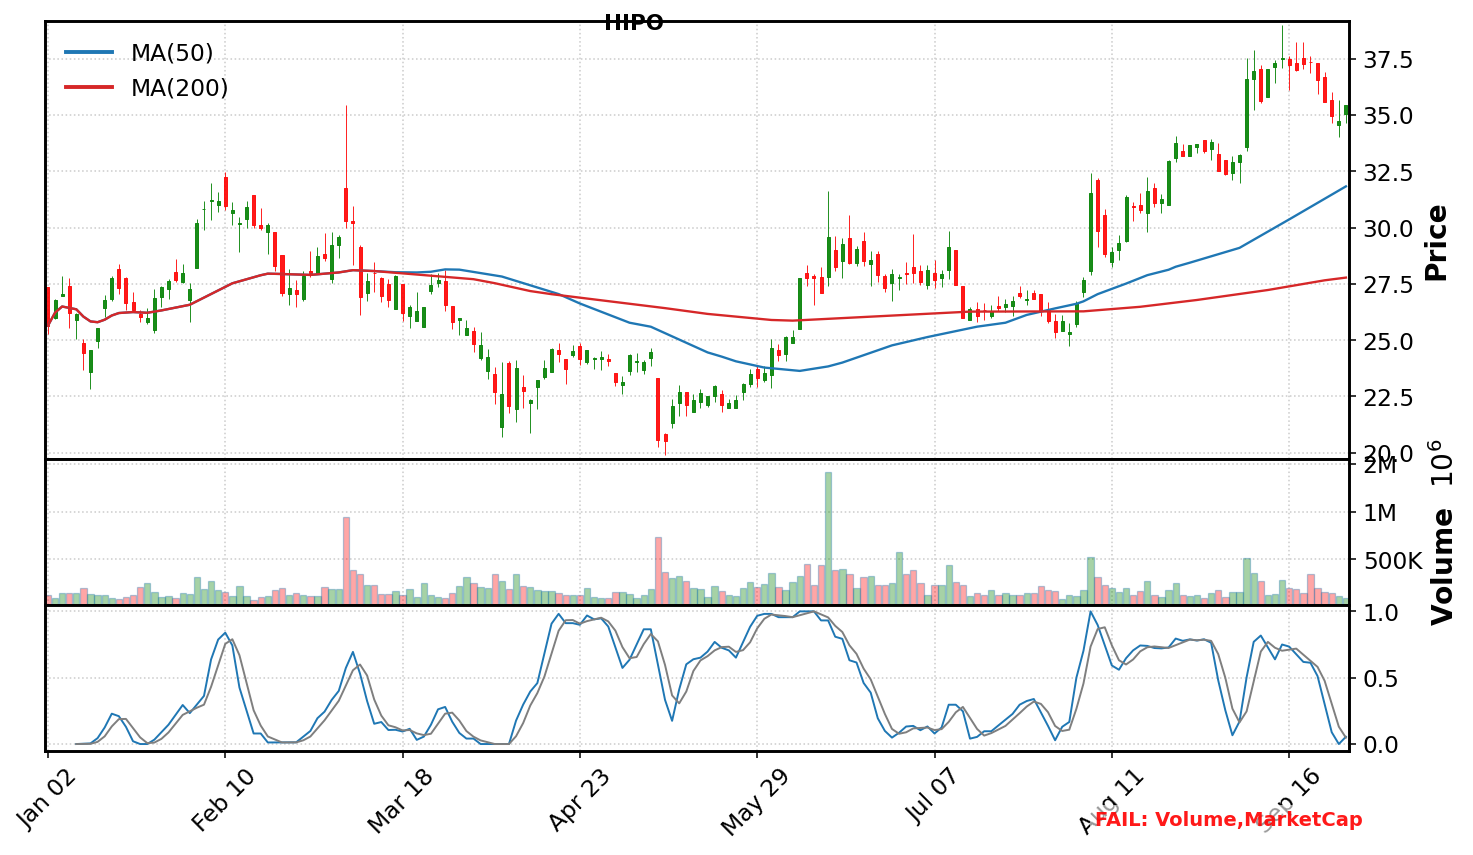 HIPO
MA(50)
MA(200)
37.5
35.0
32.5
30.0
27.5
25.0
22.5
20.0
Price
2M
1M
500K
Volume 10^6
1.0
0.5
0.0
Jan 02
Feb 10
Mar 18
Apr 23
May 29
Jul 07
Aug 11
Sep 16
FAIL: Volume,MarketCap